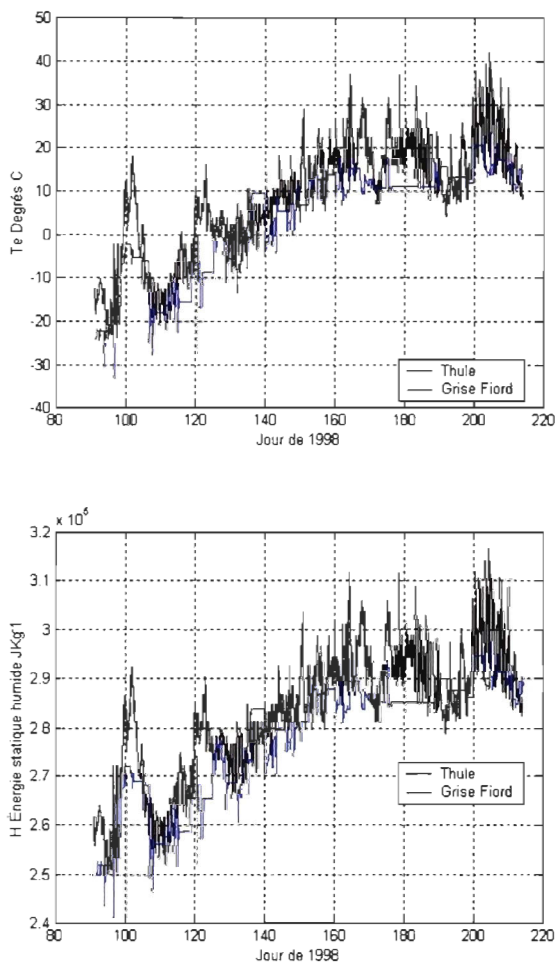 50
40
30
20
10
0
-10
-20
-30
-40
Te Degrés C
Thule
Grise Fiord
80 100 120 140 160 180 200 220
Jour de 1998
x 10^5
3.2
3.1
3
2.9
2.8
2.7
2.6
2.5
2.4
H Énergie statique humide JKg1
Thule
Grise Fiord
80 100 120 140 160 180 200 220
Jour de 1998